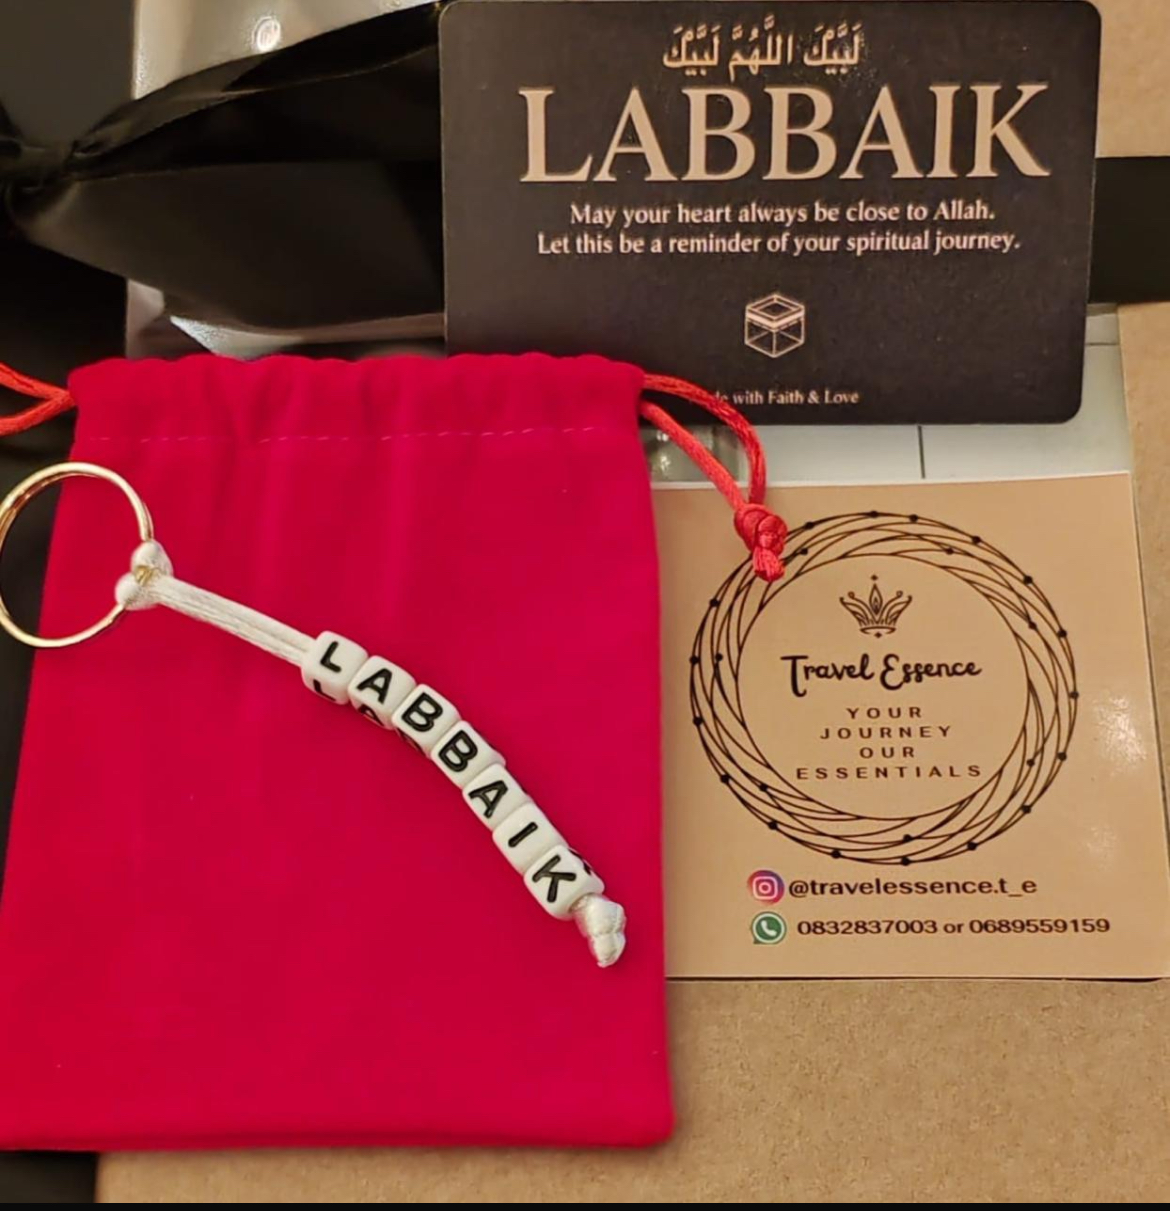 لَبَّيْكَ اللَّهُمَّ لَبَّيْكَ
LABBAIK
May your heart always be close to Allah.
Let this be a reminder of your spiritual journey.
with Faith & Love
LABBAIK
Travel Essence
YOUR
JOURNEY
OUR
ESSENTIALS
@travelessence.t_e
0832837003 or 0689559159